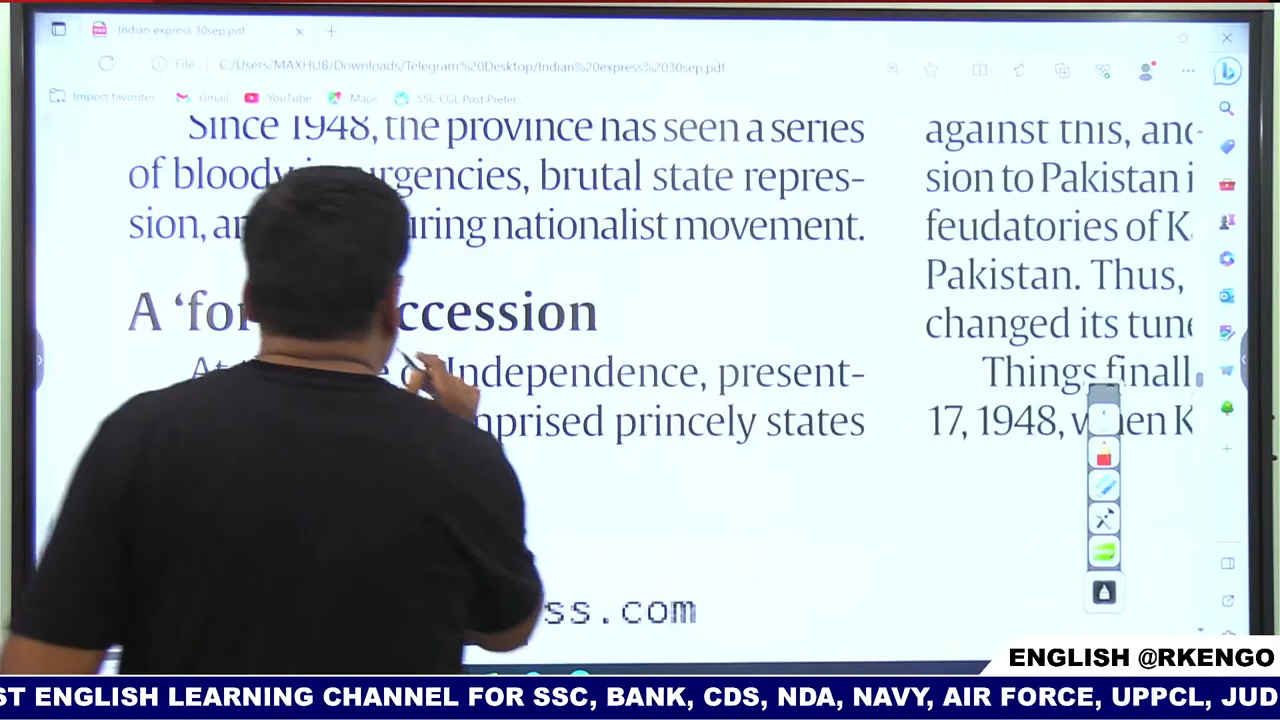 Indian express 30sep.pdf
File
C:/Users/MAXHUB/Downloads/Telegram%20Desktop/Indian%20express%2030sep.pdf
Import favorites
Gmail
YouTube
Maps
SSC CGL Post Prefer...
Since 1948, the province has seen a series
of bloody insurgencies, brutal state repres-
sion, an uring nationalist movement.
A 'for ccession
At Independence, present-
mprised princely states
ss.com
against this, and
sion to Pakistan i
feudatories of K
Pakistan. Thus,
changed its tune
Things finall
17, 1948, when K
ENGLISH @RKENGO
ST ENGLISH LEARNING CHANNEL FOR SSC, BANK, CDS, NDA, NAVY, AIR FORCE, UPPCL, JUD